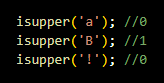 isupper('a'); //0
isupper('B'); //1
isupper('!'); //0